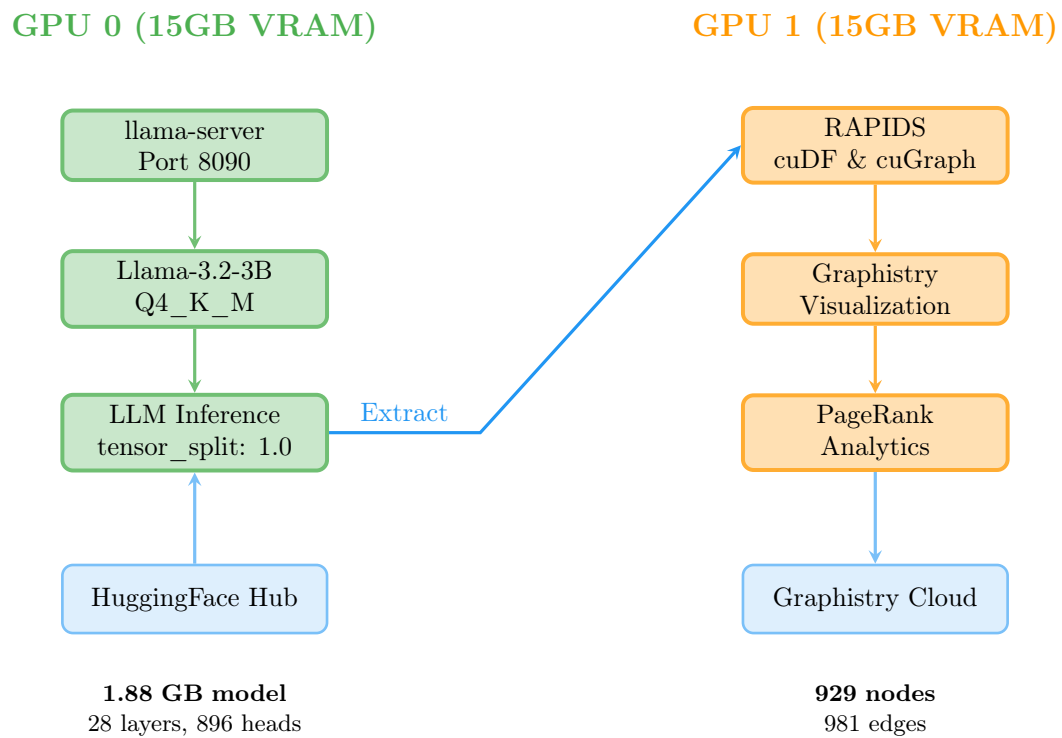 GPU 0 (15GB VRAM)
llama-server
Port 8090
Llama-3.2-3B
Q4_K_M
LLM Inference
tensor_split: 1.0
Extract
HuggingFace Hub
1.88 GB model
28 layers, 896 heads
GPU 1 (15GB VRAM)
RAPIDS
cuDF & cuGraph
Graphistry
Visualization
PageRank
Analytics
Graphistry Cloud
929 nodes
981 edges